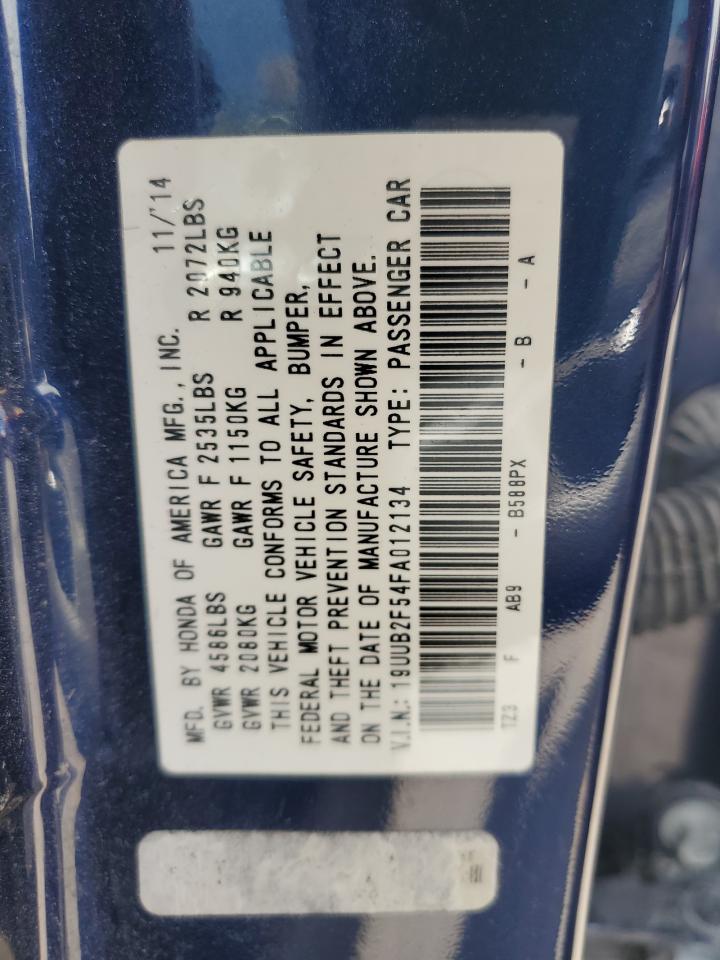 MFD. BY HONDA OF AMERICA MFG., INC. 11/'14
GVWR 4586LBS GAWR F 2535LBS R 2072LBS
GVWR 2080KG GAWR F 1150KG R 940KG
THIS VEHICLE CONFORMS TO ALL APPLICABLE
FEDERAL MOTOR VEHICLE SAFETY, BUMPER,
AND THEFT PREVENTION STANDARDS IN EFFECT
ON THE DATE OF MANUFACTURE SHOWN ABOVE.
V.I.N.: 19UUB2F54FA012134 TYPE: PASSENGER CAR
TZ3 F AB9 - B588PX - B - A